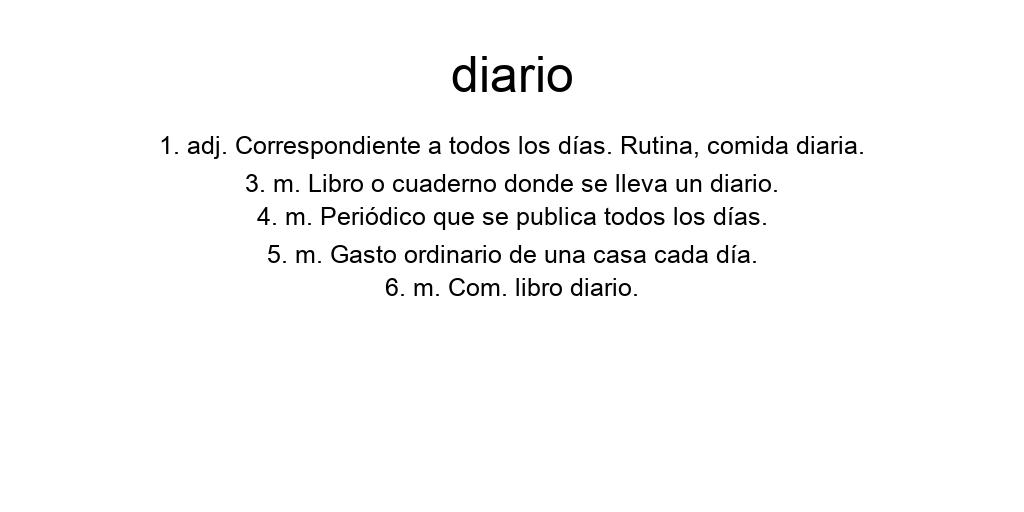 diario
1. adj. Correspondiente a todos los días. Rutina, comida diaria.
3. m. Libro o cuaderno donde se lleva un diario.
4. m. Periódico que se publica todos los días.
5. m. Gasto ordinario de una casa cada día.
6. m. Com. libro diario.